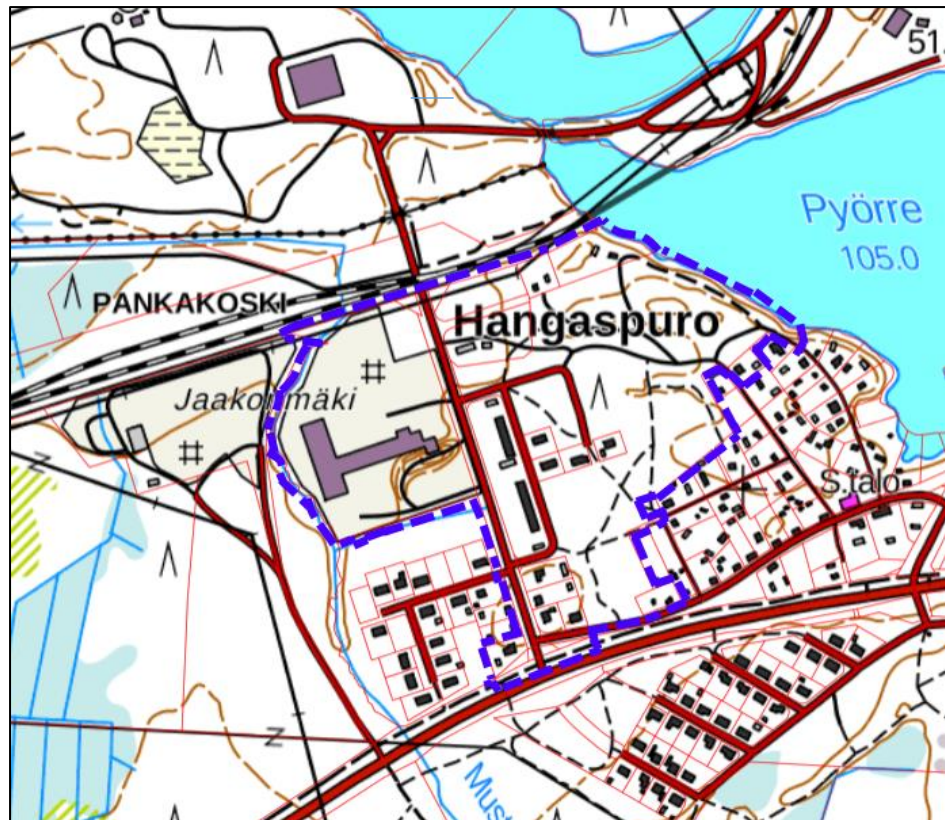 51.
Pyörre
105.0
PANKAKOSKI
Hangaspuro
Jaakonmäki
S.talo
Must